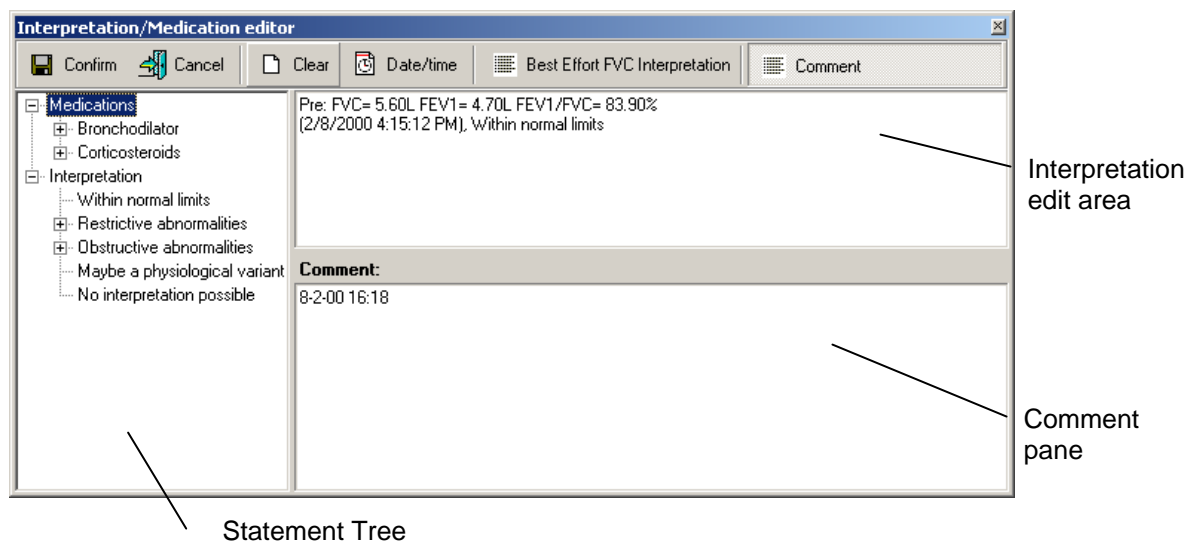 Interpretation/Medication editor
Confirm Cancel Clear Date/time Best Effort FVC Interpretation Comment
Medications
Bronchodilator
Corticosteroids
Interpretation
Within normal limits
Restrictive abnormalities
Obstructive abnormalities
Maybe a physiological variant
No interpretation possible
Pre: FVC= 5.60L FEV1= 4.70L FEV1/FVC= 83.90%
(2/8/2000 4:15:12 PM), Within normal limits
Comment:
8-2-00 16:18
Interpretation
edit area
Comment
pane
Statement Tree